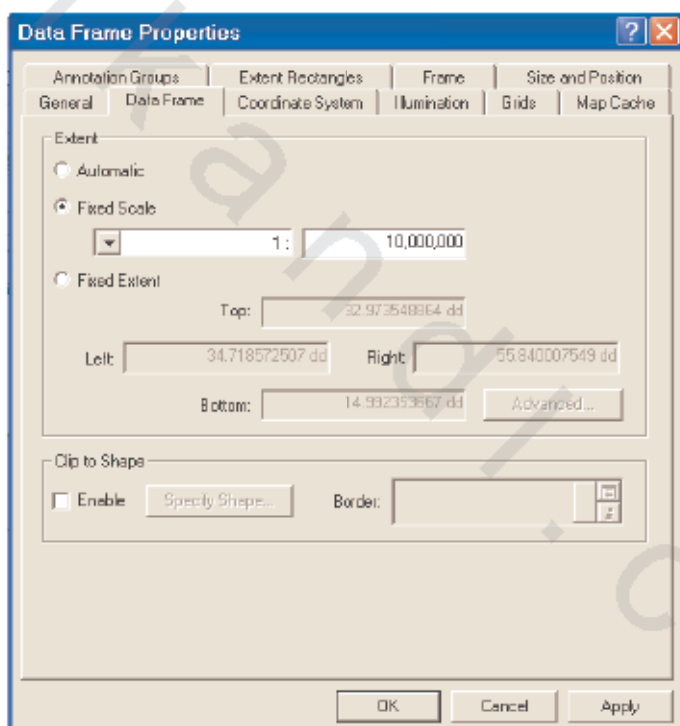 Data Frame Properties
Annotation Groups Extent Rectangles Frame Size and Position
General Data Frame Coordinate System Illumination Grids Map Cache
Extent
Automatic
Fixed Scale
1: 10,000,000
Fixed Extent
Top: 32.973548864 dd
Left: 34.718572507 dd Right: 55.840007549 dd
Bottom: 14.992353667 dd Advanced...
Clip to Shape
Enable Specify Shape... Border:
OK Cancel Apply